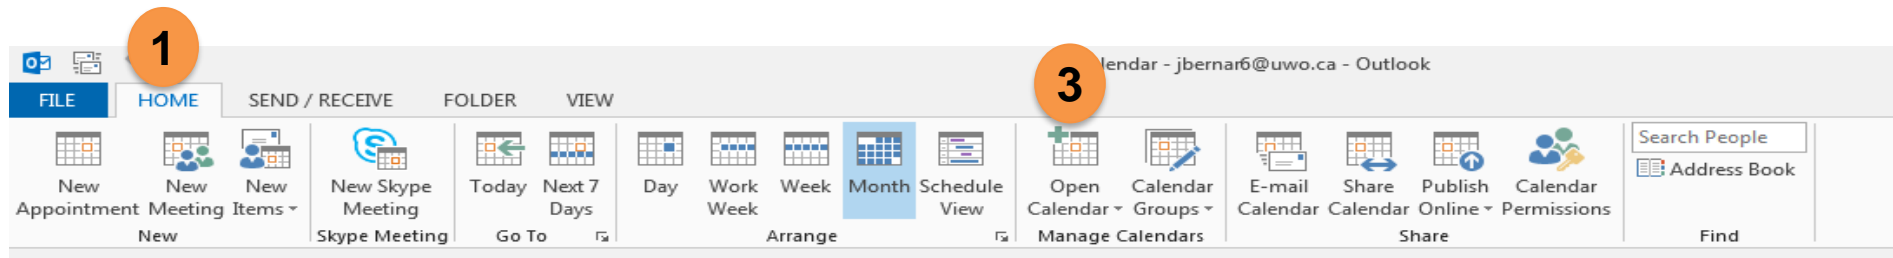 1
3
lendar - jbernar6@uwo.ca - Outlook
FILE HOME SEND / RECEIVE FOLDER VIEW
New Appointment
New Meeting
New Items
New
New Skype Meeting
Skype Meeting
Today
Next 7 Days
Go To
Day
Work Week
Week
Month
Schedule View
Arrange
Open Calendar
Calendar Groups
Manage Calendars
E-mail Calendar
Share Calendar
Publish Online
Calendar Permissions
Share
Search People
Address Book
Find